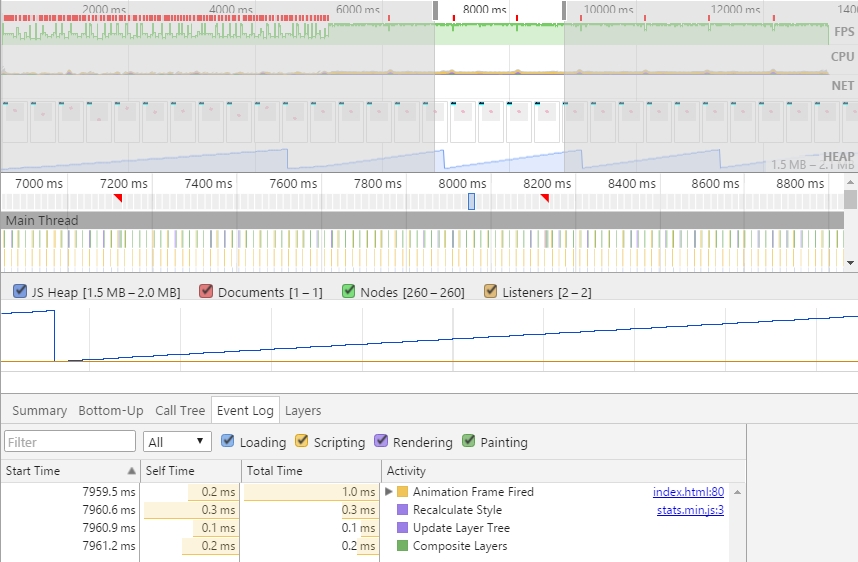 2000 ms 4000 ms 6000 ms 8000 ms 10000 ms 12000 ms 1400
FPS
CPU
NET
HEAP
1.5 MB – 2.1 MB
7000 ms 7200 ms 7400 ms 7600 ms 7800 ms 8000 ms 8200 ms 8400 ms 8600 ms 8800 ms
Main Thread
JS Heap [1.5 MB – 2.0 MB] Documents [1 – 1] Nodes [260 – 260] Listeners [2 – 2]
Summary Bottom-Up Call Tree Event Log Layers
Filter All Loading Scripting Rendering Painting
Start Time Self Time Total Time Activity
7959.5 ms 0.2 ms 1.0 ms Animation Frame Fired index.html:80
7960.6 ms 0.3 ms 0.3 ms Recalculate Style stats.min.js:3
7960.9 ms 0.1 ms 0.1 ms Update Layer Tree
7961.2 ms 0.2 ms 0.2 ms Composite Layers